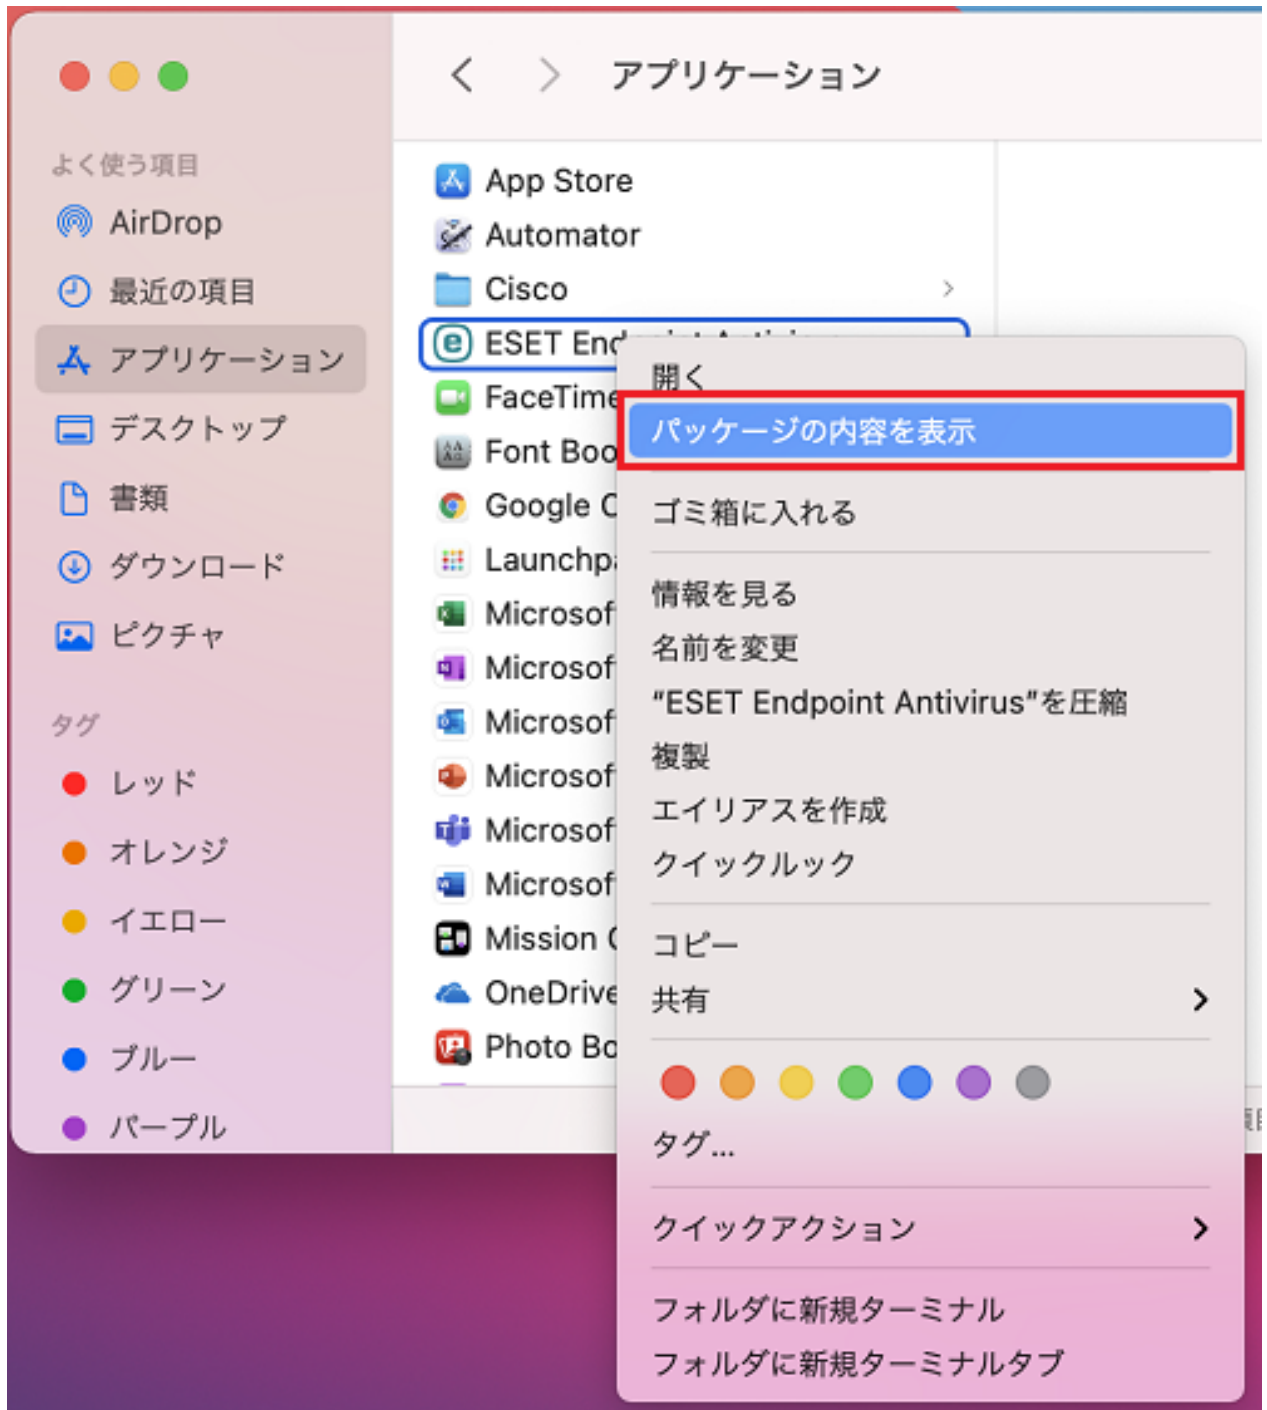 アプリケーション
よく使う項目
AirDrop
最近の項目
アプリケーション
デスクトップ
書類
ダウンロード
ピクチャ
タグ
レッド
オレンジ
イエロー
グリーン
ブルー
パープル
App Store
Automator
Cisco
ESET Endpoint Antivirus
FaceTime
Font Boo
Google C
Launchpa
Microsof
Microsof
Microsof
Microsof
Microsof
Microsof
Mission C
OneDrive
Photo Bo
開く
パッケージの内容を表示
ゴミ箱に入れる
情報を見る
名前を変更
“ESET Endpoint Antivirus”を圧縮
複製
エイリアスを作成
クイックルック
コピー
共有
タグ...
クイックアクション
フォルダに新規ターミナル
フォルダに新規ターミナルタブ